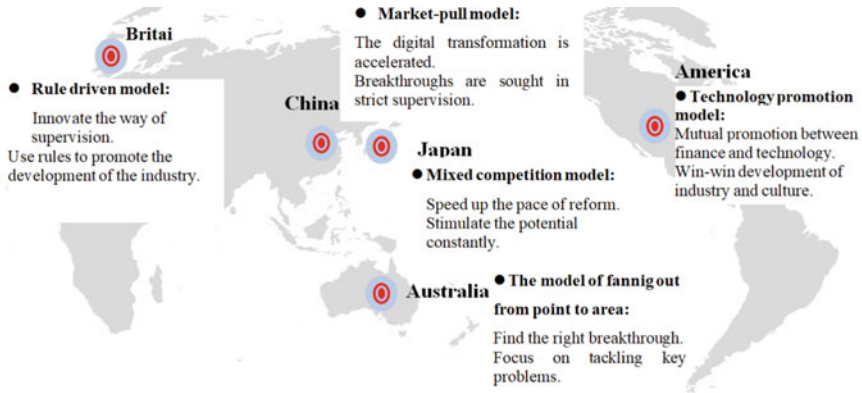 Britai
● Rule driven model:
Innovate the way of
supervision.
Use rules to promote the
development of the industry.
China
● Market-pull model:
The digital transformation is
accelerated.
Breakthroughs are sought in
strict supervision.
Japan
● Mixed competition model:
Speed up the pace of reform.
Stimulate the potential
constantly.
America
● Technology promotion
model:
Mutual promotion between
finance and technology.
Win-win development of
industry and culture.
Australia
● The model of fannig out
from point to area:
Find the right breakthrough.
Focus on tackling key
problems.